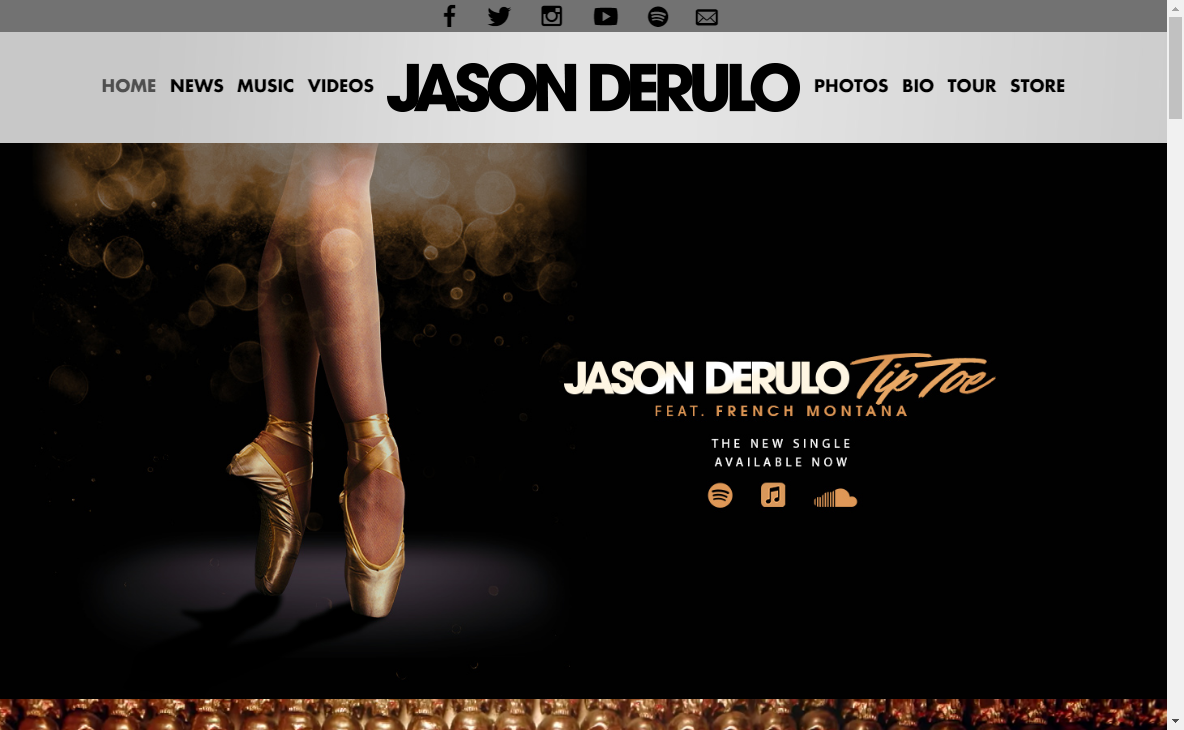 HOME NEWS MUSIC VIDEOS JASON DERULO PHOTOS BIO TOUR STORE
JASON DERULO Tip Toe
FEAT. FRENCH MONTANA
THE NEW SINGLE
AVAILABLE NOW